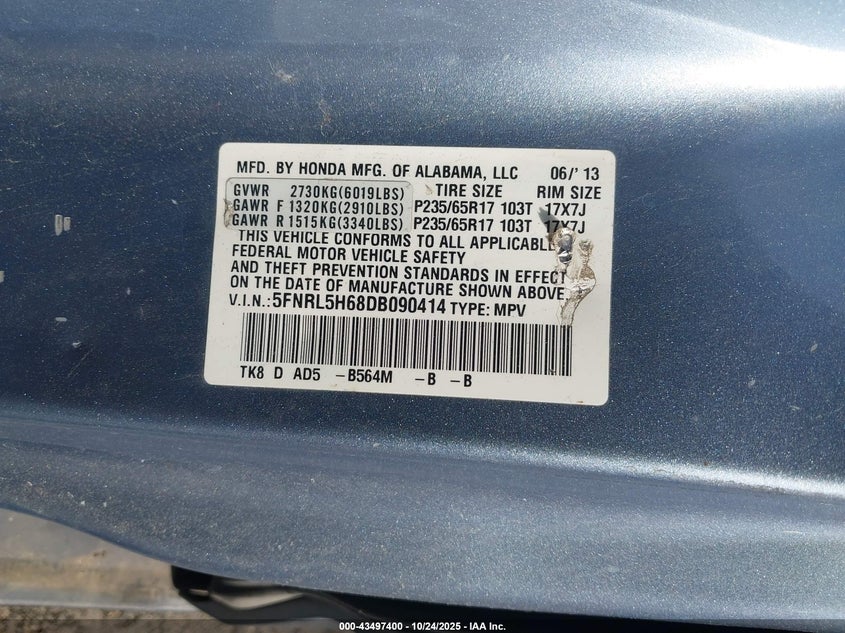 MFD. BY HONDA MFG. OF ALABAMA, LLC 06/'13
GVWR 2730KG(6019LBS) TIRE SIZE RIM SIZE
GAWR F 1320KG(2910LBS) P235/65R17 103T 17X7J
GAWR R 1515KG(3340LBS) P235/65R17 103T 17X7J
THIS VEHICLE CONFORMS TO ALL APPLICABLE
FEDERAL MOTOR VEHICLE SAFETY
AND THEFT PREVENTION STANDARDS IN EFFECT
ON THE DATE OF MANUFACTURE SHOWN ABOVE
V.I.N.: 5FNRL5H68DB090414 TYPE: MPV
TK8 D AD5 -B564M -B -B
000-43497400 - 10/24/2025 - IAA Inc.